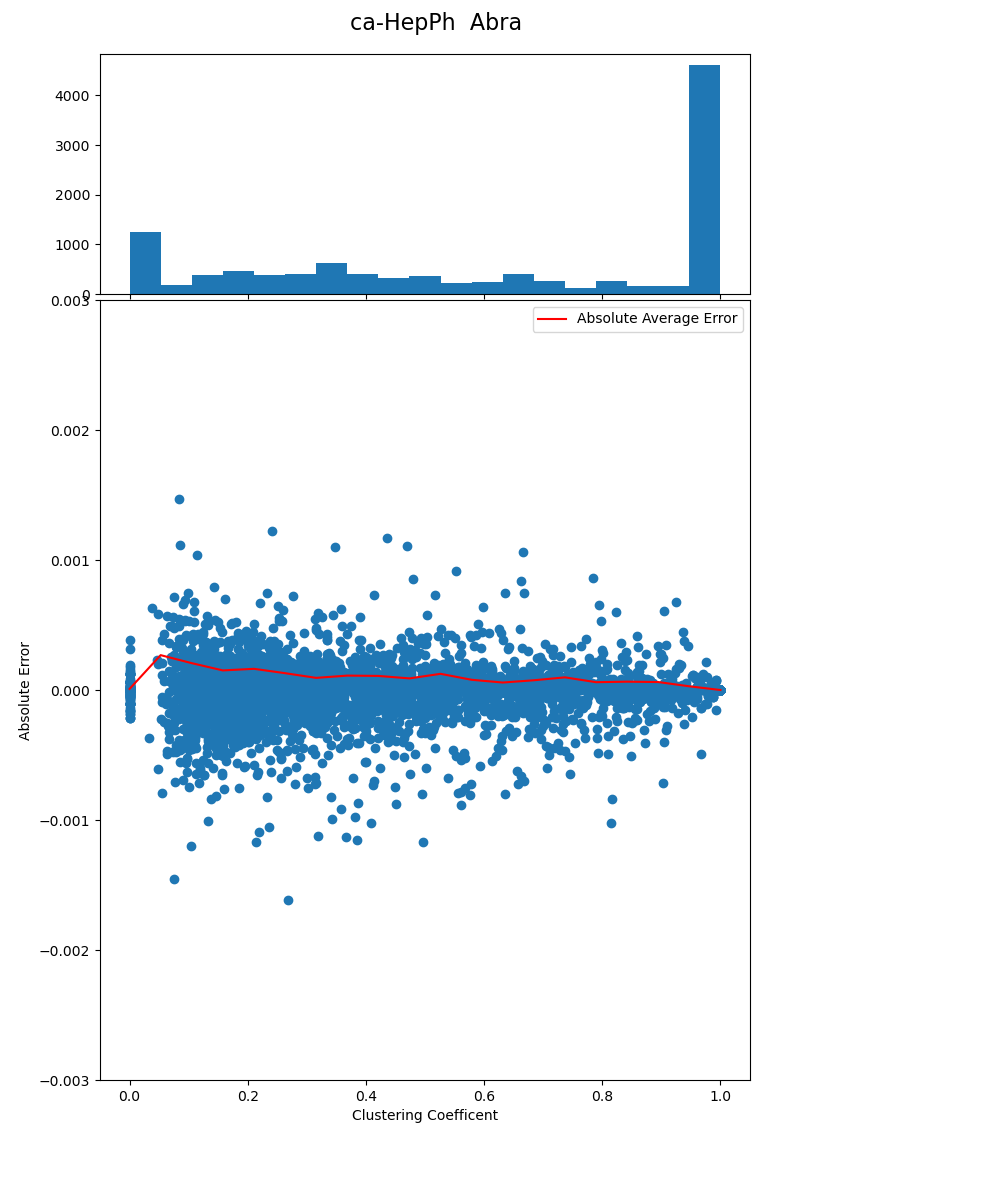 ca-HepPh  Abra
4000
3000
2000
1000
0
0.003
Absolute Average Error
0.002
0.001
0.000
−0.001
−0.002
−0.003
Absolute Error
0.0 0.2 0.4 0.6 0.8 1.0
Clustering Coefficent